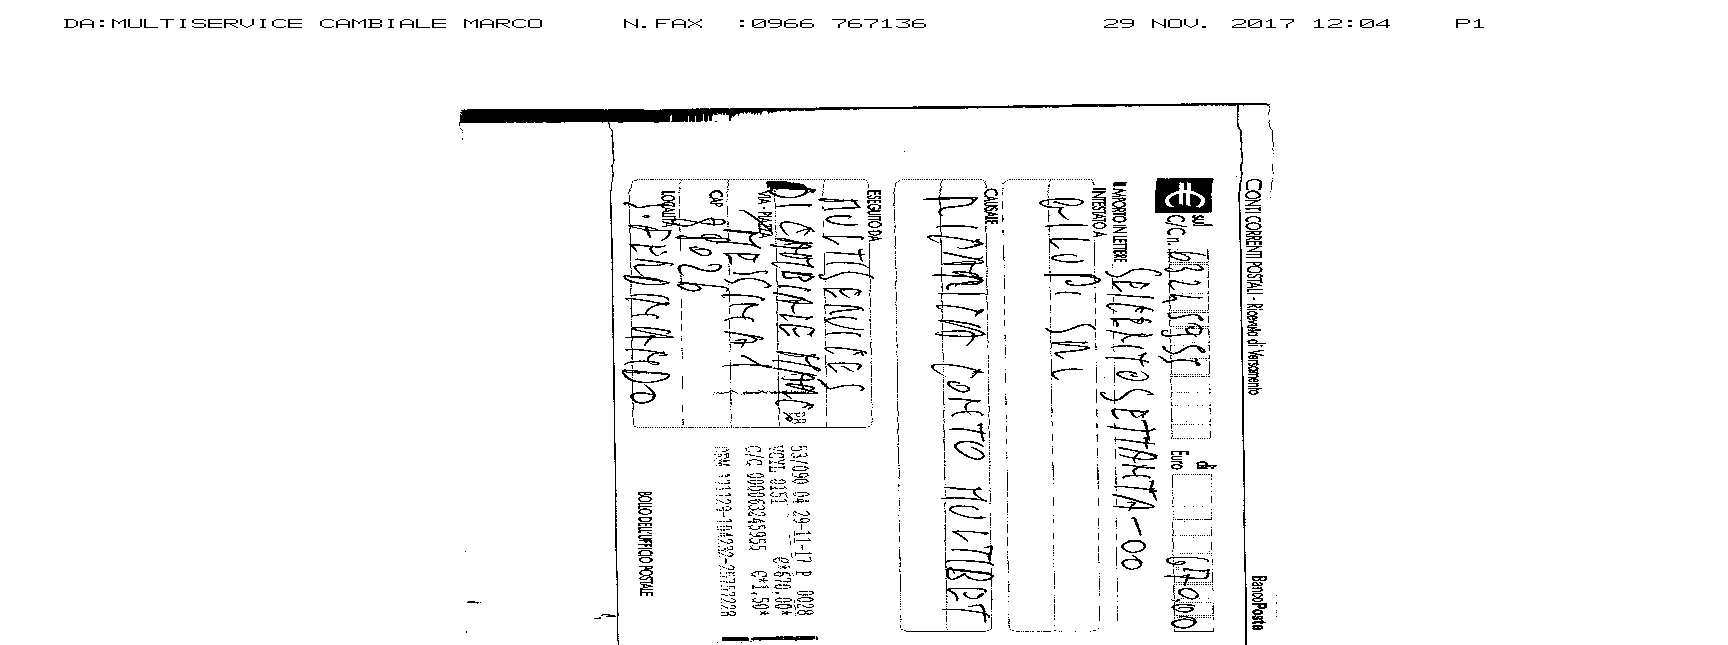 DA:MULTISERVICE CAMBIALE MARCO N.FAX :0966 767136 29 NOV. 2017 12:04 P1
CONTI CORRENTI POSTALI - Ricevuta di Versamento BancoPosta
€ sul C/C n. 63245955 di Euro 670,00
IMPORTO IN LETTERE SEICENTOSETTANTA-00
INTESTATO A
CAUSALE
RICARICA CONTO MULTIBET
ESEGUITO DA
MULTISERVICES
DI CAMBIALE MARCO
VIA - PIAZZA
MESSINA 1
CAP 89026
LOCALITÀ
S. FERDINANDO
53/090 04 29-11-17 P 0028
VCYL 0151 €*670,00*
C/C 000063245955 €*1,50*
BOLLO DELL'UFFICIO POSTALE